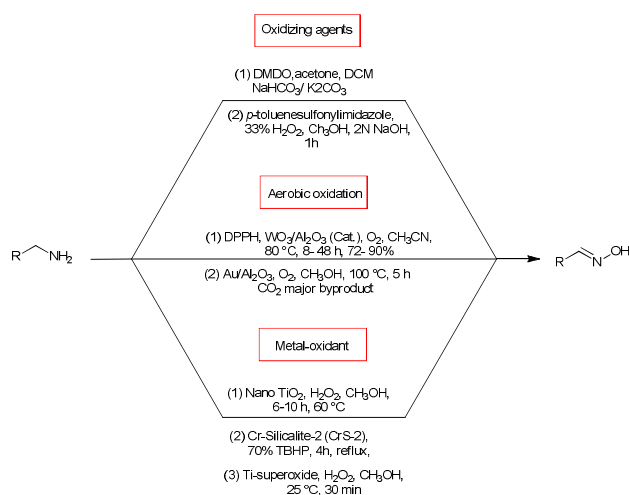 Oxidizing agents
(1) DMDO,acetone, DCM
NaHCO3/ K2CO3
(2) p-toluenesulfonylimidazole,
33% H2O2, Ch3OH, 2N NaOH,
1h
Aerobic oxidation
(1) DPPH, WO3/Al2O3 (Cat.), O2, CH3CN,
80 °C, 8- 48 h, 72- 90%
R NH2
R N OH
(2) Au/Al2O3, O2, CH3OH, 100 °C, 5 h
CO2 major byproduct
Metal-oxidant
(1) Nano TiO2, H2O2, CH3OH,
6-10 h, 60 °C
(2) Cr-Silicalite-2 (CrS-2),
70% TBHP, 4h, reflux,
(3) Ti-superoxide, H2O2, CH3OH,
25 °C, 30 min